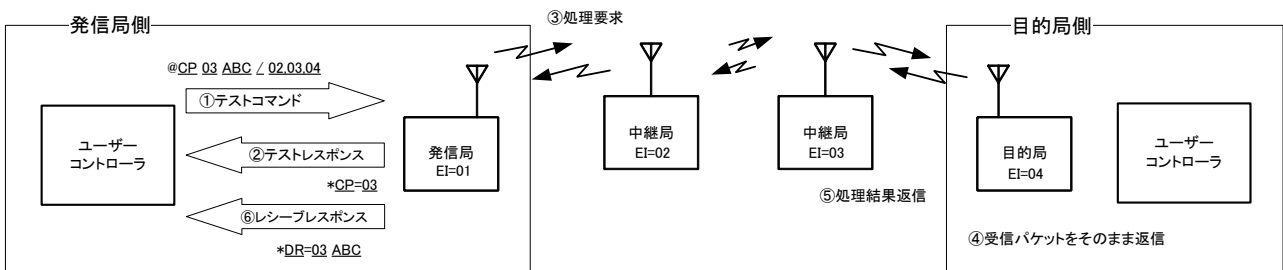 発信局側
③処理要求
目的局側
@CP 03 ABC / 02,03,04
①テストコマンド
ユーザー
コントローラ
②テストレスポンス
*CP=03
⑥レシーブレスポンス
*DR=03 ABC
発信局
EI=01
中継局
EI=02
中継局
EI=03
目的局
EI=04
ユーザー
コントローラ
⑤処理結果返信
④受信パケットをそのまま返信